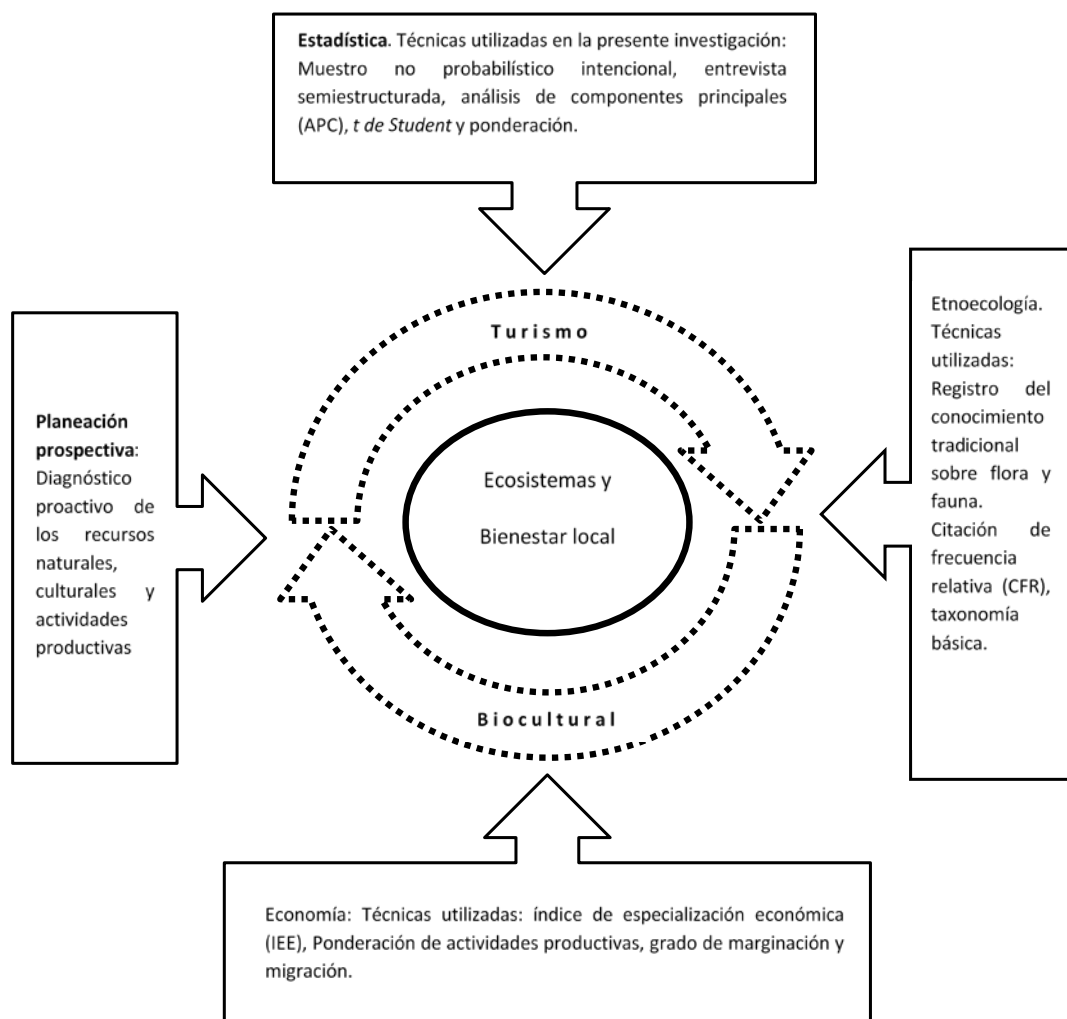 Estadística. Técnicas utilizadas en la presente investigación:
Muestro no probabilístico intencional, entrevista
semiestructurada, análisis de componentes principales
(APC), t de Student y ponderación.
Turismo
Planeación
prospectiva:
Diagnóstico
proactivo de
los recursos
naturales,
culturales y
actividades
productivas
Ecosistemas y
Bienestar local
Etnoecología.
Técnicas
utilizadas:
Registro del
conocimiento
tradicional
sobre flora y
fauna.
Citación de
frecuencia
relativa (CFR),
taxonomía
básica.
Biocultural
Economía: Técnicas utilizadas: índice de especialización económica
(IEE), Ponderación de actividades productivas, grado de marginación y
migración.